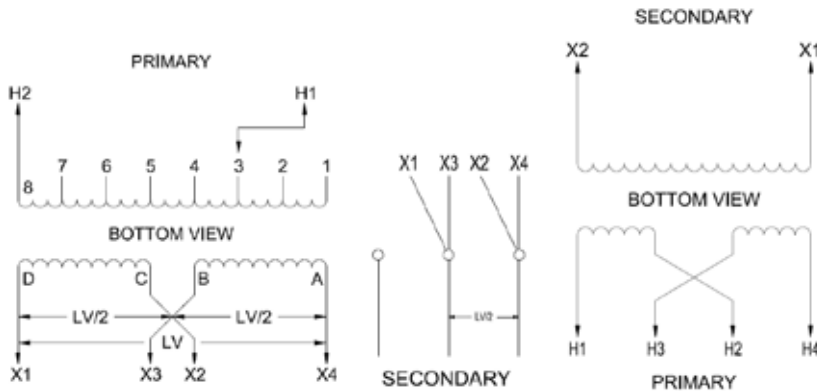 PRIMARY
H2 H1
7 6 5 4 3 2 1
8
BOTTOM VIEW
D C B A
LV/2 LV/2
LV
X1 X3 X2 X4
X1 X3 X2 X4
LV/2
SECONDARY
SECONDARY
X2 X1
BOTTOM VIEW
H1 H3 H2 H4
PRIMARY